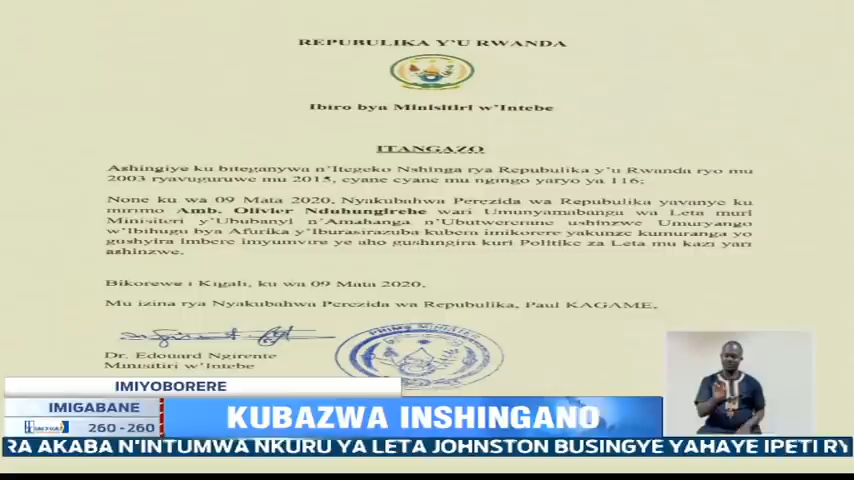 REPUBULIKA Y'U RWANDA
Ibiro bya Minisitiri w'Intebe
ITANGAZO
Ashingiye ku biteganywa n'Itegeko Nshinga rya Repubulika y'u Rwanda ryo mu
2003 ryavuguruwe mu 2015, cyane cyane mu ngingo yaryo ya 116;
None ku wa 09 Mata 2020, Nyakubahwa Perezida wa Repubulika yavanye ku
mirimo Amb. Olivier Nduhungirehe wari Umunyamabanga wa Leta muri
Minisiteri y'Ububanyi n'Amahanga n'Ubutwererane ushinzwe Umuryango
w'Ibihugu bya Afurika y'Iburasirazuba kubera imikorere yakunze kumuranga yo
gushyira imbere imyumvire ye aho gushingira kuri Politike za Leta mu kazi yari
ashinzwe.
Bikorewe i Kigali, ku wa 09 Mata 2020,
Mu izina rya Nyakubahwa Perezida wa Repubulika, Paul KAGAME,
PRIME MINISTER
Dr. Edouard Ngirente
Minisitiri w'Intebe
IMIYOBORERE
IMIGABANE
260 - 260
KUBAZWA INSHINGANO
RA AKABA N'INTUMWA NKURU YA LETA JOHNSTON BUSINGYE YAHAYE IPETI RY